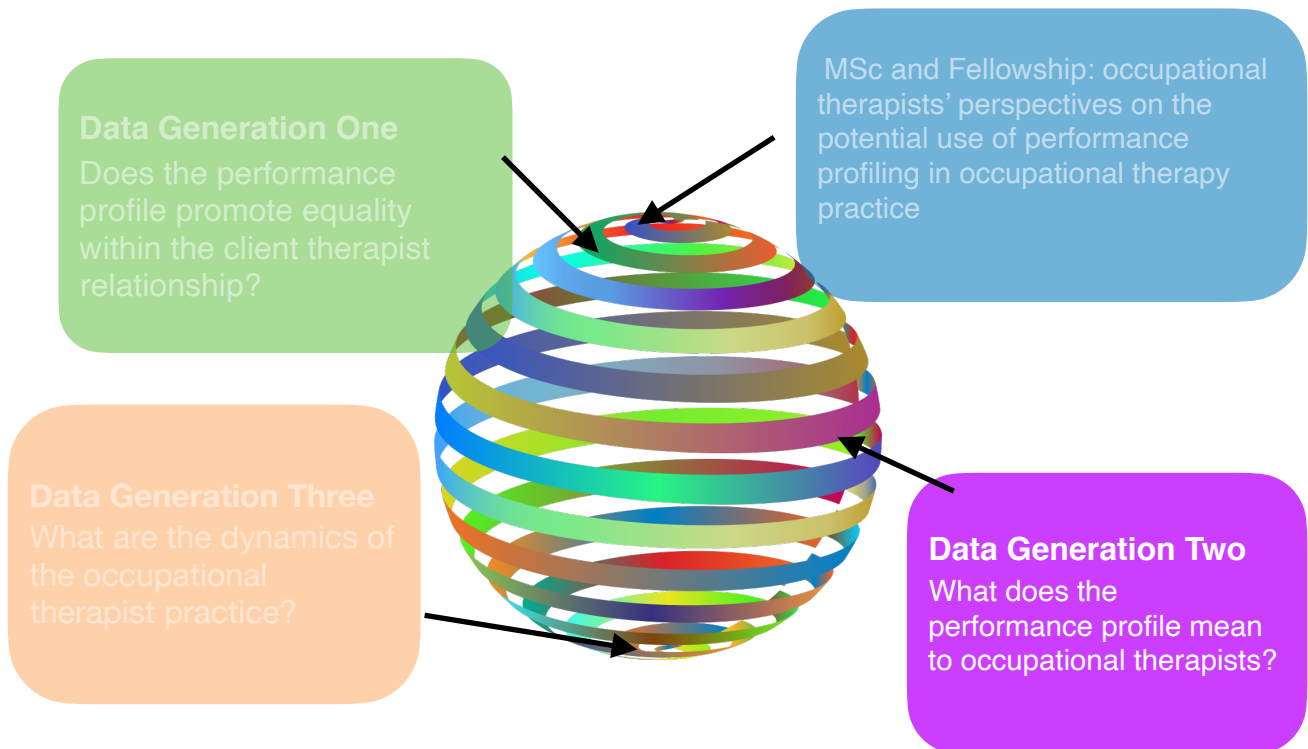 Data Generation One
Does the performance
profile promote equality
within the client therapist
relationship?
MSc and Fellowship: occupational
therapists’ perspectives on the
potential use of performance
profiling in occupational therapy
practice
Data Generation Three
What are the dynamics of
the occupational
therapist practice?
Data Generation Two
What does the
performance profile mean
to occupational therapists?